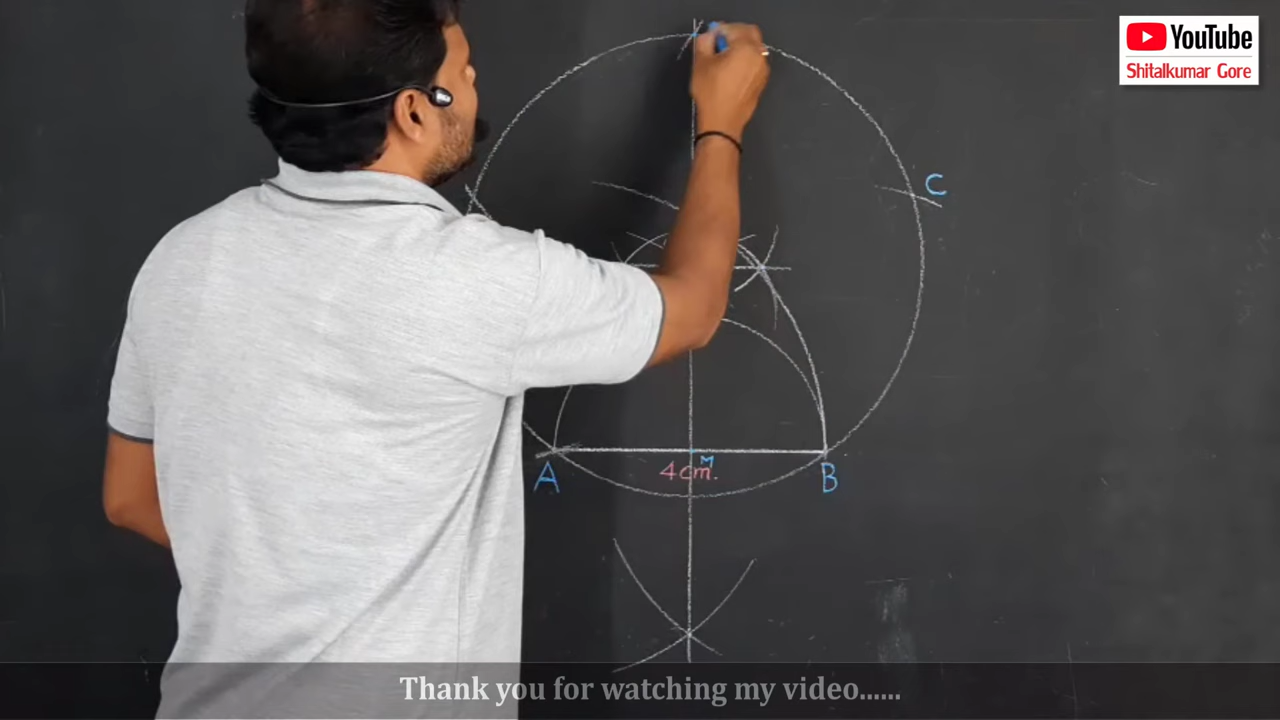 YouTube
Shitalkumar Gore
C
M
4cm.
A
B
Thank you for watching my video......